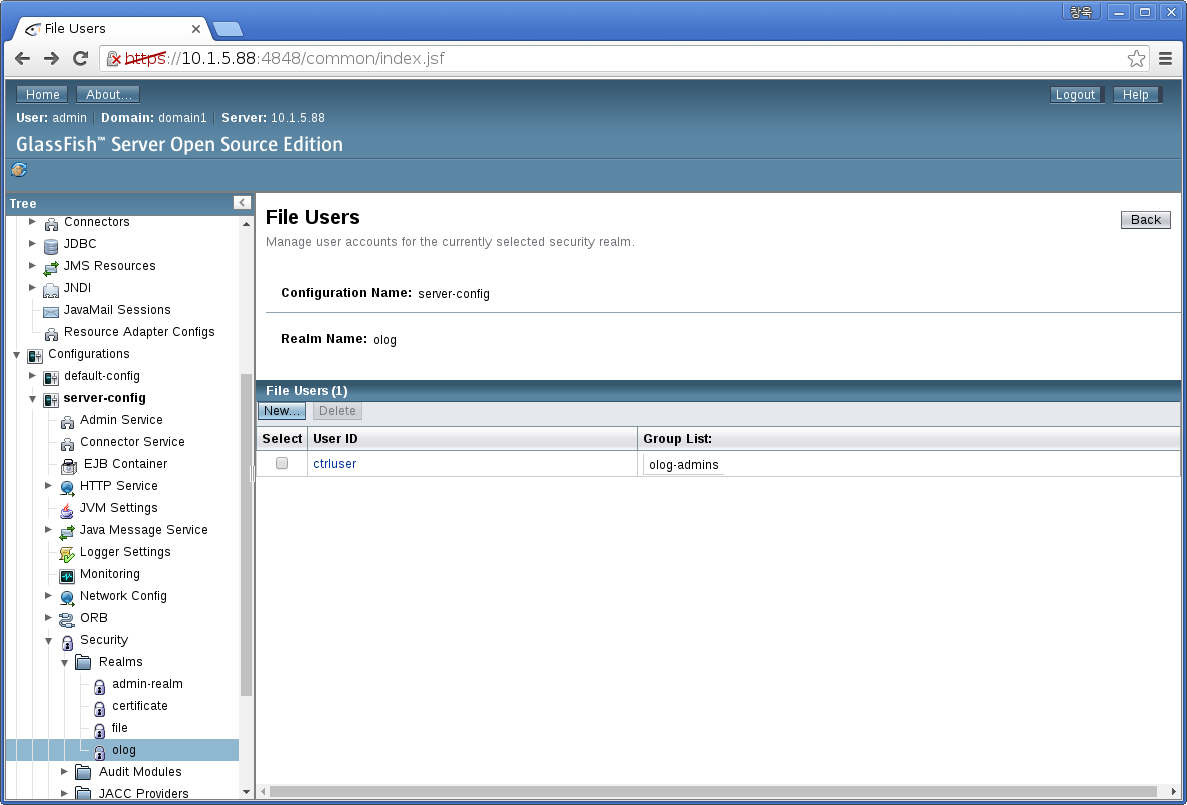 창욱
File Users
https://10.1.5.88:4848/common/index.jsf
Home About... Logout Help
User: admin Domain: domain1 Server: 10.1.5.88
GlassFish™ Server Open Source Edition
Tree
Connectors
JDBC
JMS Resources
JNDI
JavaMail Sessions
Resource Adapter Configs
Configurations
default-config
server-config
Admin Service
Connector Service
EJB Container
HTTP Service
JVM Settings
Java Message Service
Logger Settings
Monitoring
Network Config
ORB
Security
Realms
admin-realm
certificate
file
olog
Audit Modules
JACC Providers
File Users
Back
Manage user accounts for the currently selected security realm.
Configuration Name: server-config
Realm Name: olog
File Users (1)
New... Delete
Select User ID Group List:
ctrluser olog-admins